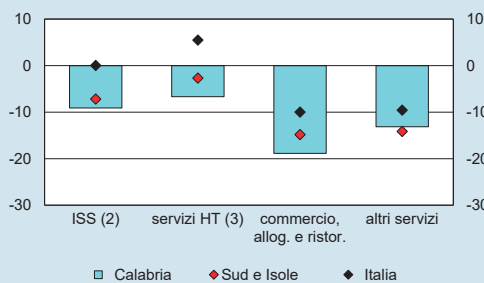 10 10
0 0
-10 -10
-20 -20
-30 -30
ISS (2) servizi HT (3) commercio, altri servizi
allog. e ristor.
Calabria Sud e Isole Italia